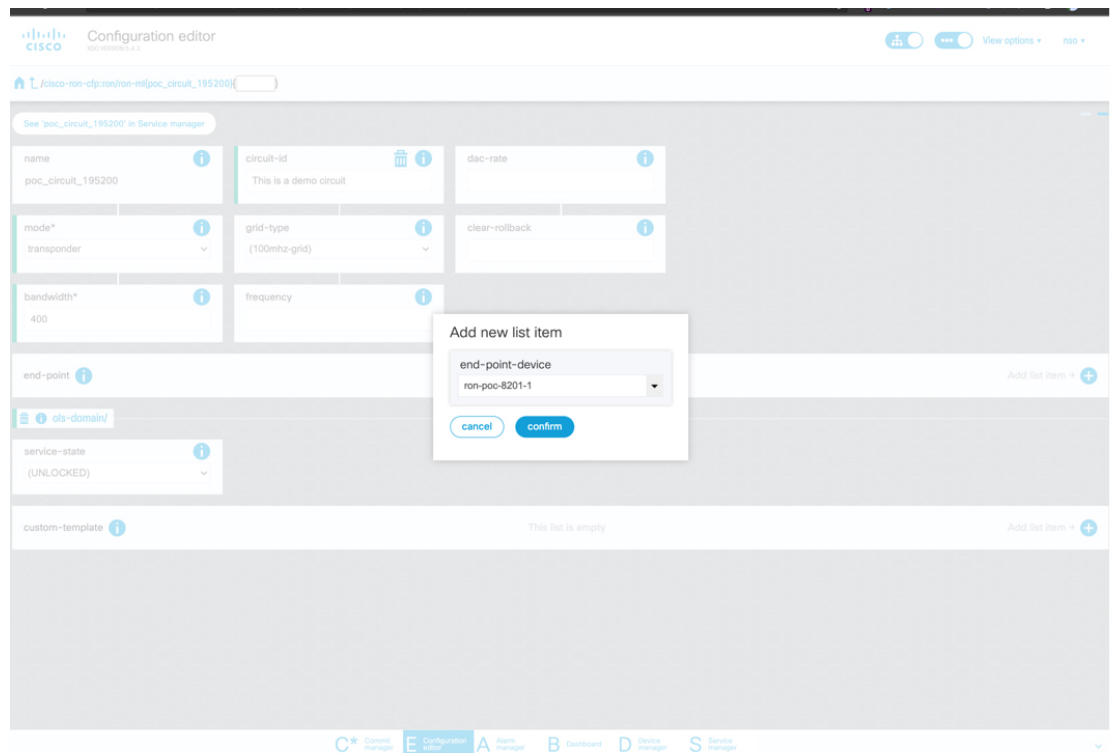 CISCO
Configuration editor
View options
nso
/cisco-ron-cfp:ron/ron-ml{poc_circuit_195200}{ }
See 'poc_circuit_195200' in Service manager
name
circuit-id
dac-rate
poc_circuit_195200
This is a demo circuit
mode*
grid-type
clear-rollback
transponder
(100mhz-grid)
bandwidth*
frequency
400
Add new list item
end-point-device
ron-poc-8201-1
cancel
confirm
end-point
Add list item +
ols-domain/
service-state
(UNLOCKED)
custom-template
This list is empty
Add list item +
C* Commit manager
E Configuration editor
A Alarm manager
B Dashboard
D Device manager
S Service manager